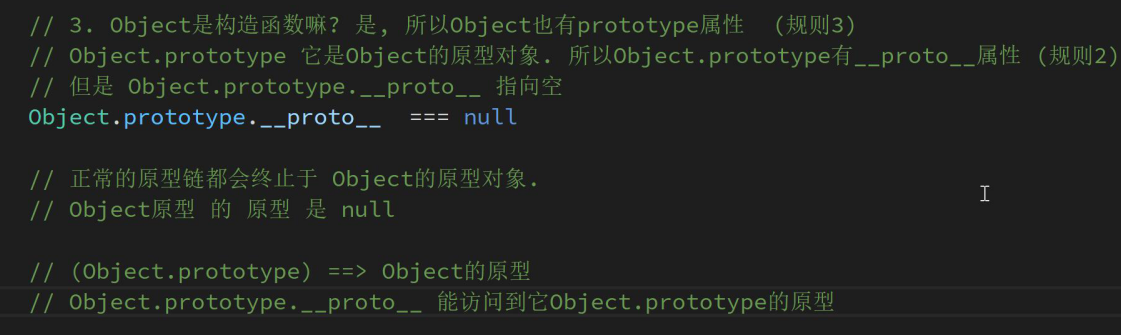 // 3. Object是构造函数嘛? 是, 所以Object也有prototype属性 (规则3)
// Object.prototype 它是Object的原型对象. 所以Object.prototype有__proto__属性 (规则2)
// 但是 Object.prototype.__proto__ 指向空
Object.prototype.__proto__ === null
// 正常的原型链都会终止于 Object的原型对象.
// Object原型 的 原型 是 null
// (Object.prototype) ==> Object的原型
// Object.prototype.__proto__ 能访问到它Object.prototype的原型